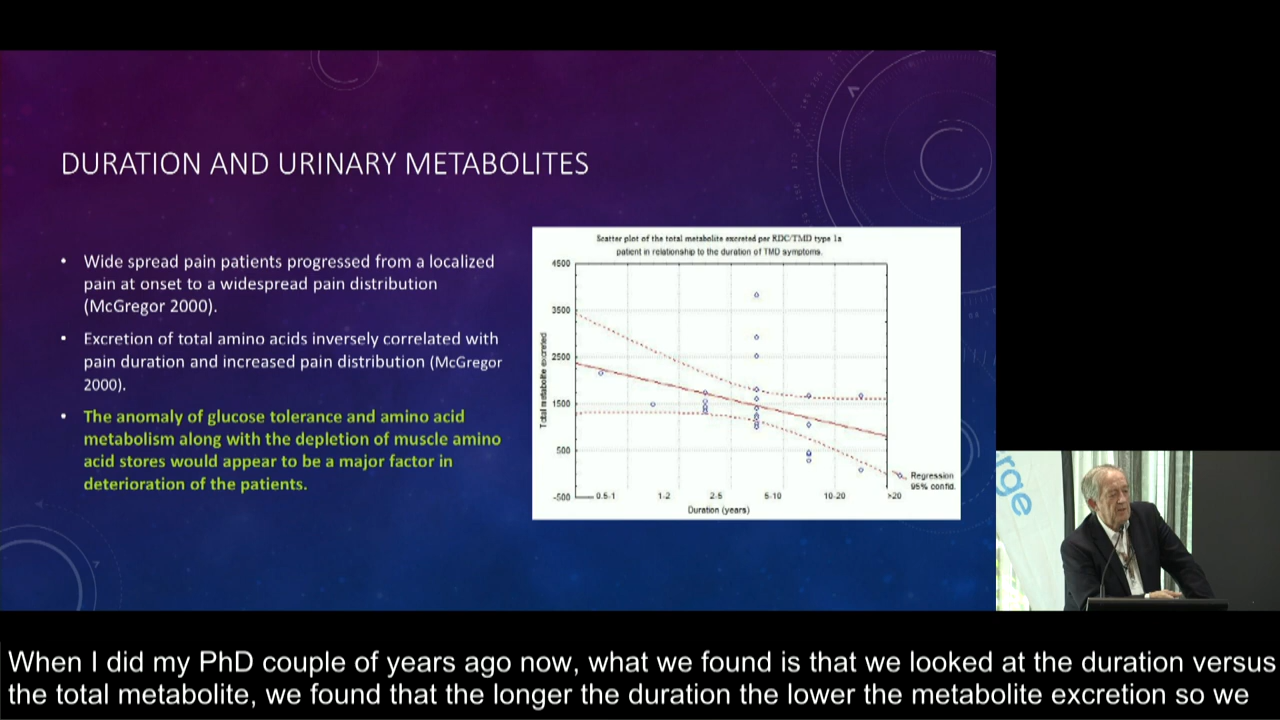 DURATION AND URINARY METABOLITES
• Wide spread pain patients progressed from a localized
pain at onset to a widespread pain distribution
(McGregor 2000).
• Excretion of total amino acids inversely correlated with
pain duration and increased pain distribution (McGregor
2000).
• The anomaly of glucose tolerance and amino acid
metabolism along with the depletion of muscle amino
acid stores would appear to be a major factor in
deterioration of the patients.
Scatter plot of the total metabolite excreted per RDC/TMD type 1a
patient in relationship to the duration of TMD symptoms.
Total metabolite excreted
4500
3500
2500
1500
500
-500
0.5-1 1-2 2-5 5-10 10-20 >20
Duration (years)
Regression
95% confid.
rge
When I did my PhD couple of years ago now, what we found is that we looked at the duration versus
the total metabolite, we found that the longer the duration the lower the metabolite excretion so we